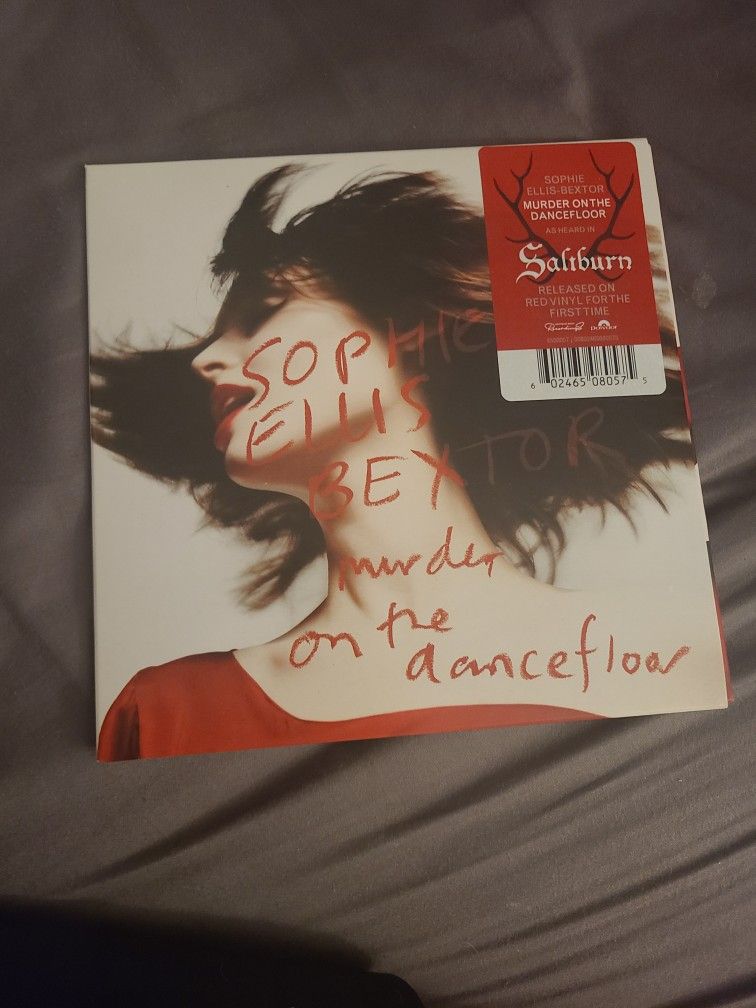 SOPHIE
ELLIS-BEXTOR
MURDER ON THE
DANCEFLOOR
AS HEARD IN
Saltburn
RELEASED ON
RED VINYL FOR THE
FIRST TIME
6 02465 08057 5
SOPHIE
ELLIS
BEXTOR
murder
on the
dancefloor